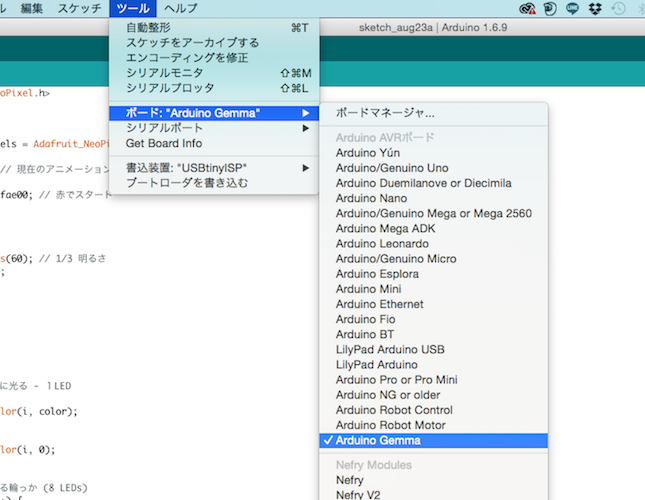 編集 スケッチ ツール ヘルプ
sketch_aug23a | Arduino 1.6.9
自動整形 ⌘T
スケッチをアーカイブする
エンコーディングを修正
シリアルモニタ ⇧⌘M
シリアルプロッタ ⇧⌘L
ボード: "Arduino Gemma" ▶
シリアルポート ▶
Get Board Info
書込装置: "USBtinyISP" ▶
ブートローダを書き込む
ボードマネージャ...
Arduino AVRボード
Arduino Yún
Arduino/Genuino Uno
Arduino Duemilanove or Diecimila
Arduino Nano
Arduino/Genuino Mega or Mega 2560
Arduino Mega ADK
Arduino Leonardo
Arduino/Genuino Micro
Arduino Esplora
Arduino Mini
Arduino Ethernet
Arduino Fio
Arduino BT
LilyPad Arduino USB
LilyPad Arduino
Arduino Pro or Pro Mini
Arduino NG or older
Arduino Robot Control
Arduino Robot Motor
✓ Arduino Gemma
Nefry Modules
Nefry
Nefry V2
oPixel.h>
els = Adafruit_NeoPi
// 現在のアニメーション
fae00; // 赤でスタート
s(60); // 1/3 明るさ
;
に光る - 1LED
lor(i, color);
lor(i, 0);
る輪っか (8 LEDs)